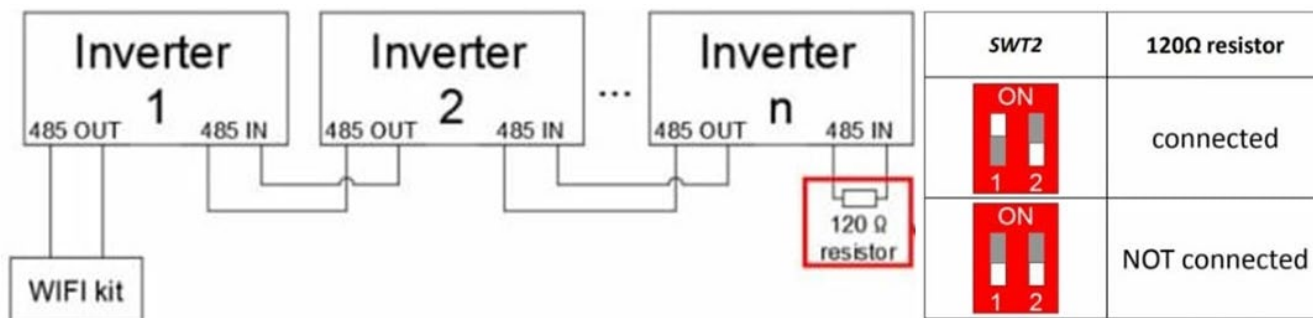 Inverter
1
485 OUT
485 IN
Inverter
2
485 OUT
485 IN
...
Inverter
n
485 OUT
485 IN
120 Ω
resistor
WIFI kit
SWT2
120Ω resistor
ON
1 2
connected
ON
1 2
NOT connected